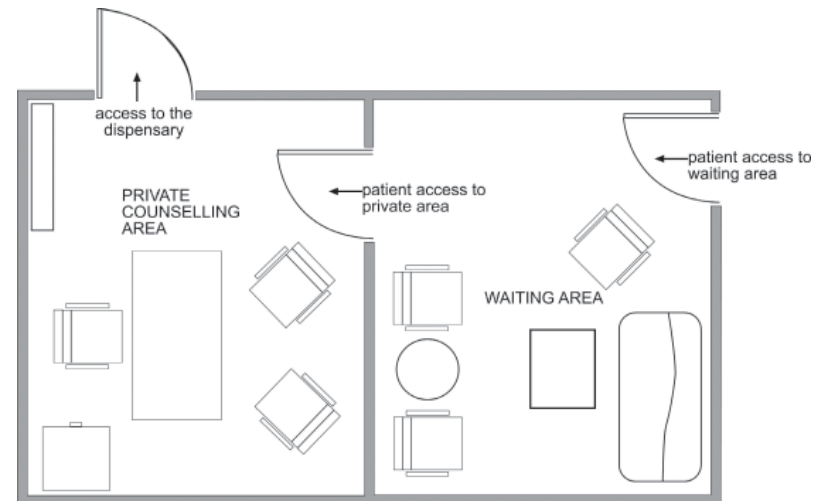 access to the
dispensary
PRIVATE
COUNSELLING
AREA
patient access to
private area
patient access to
waiting area
WAITING AREA